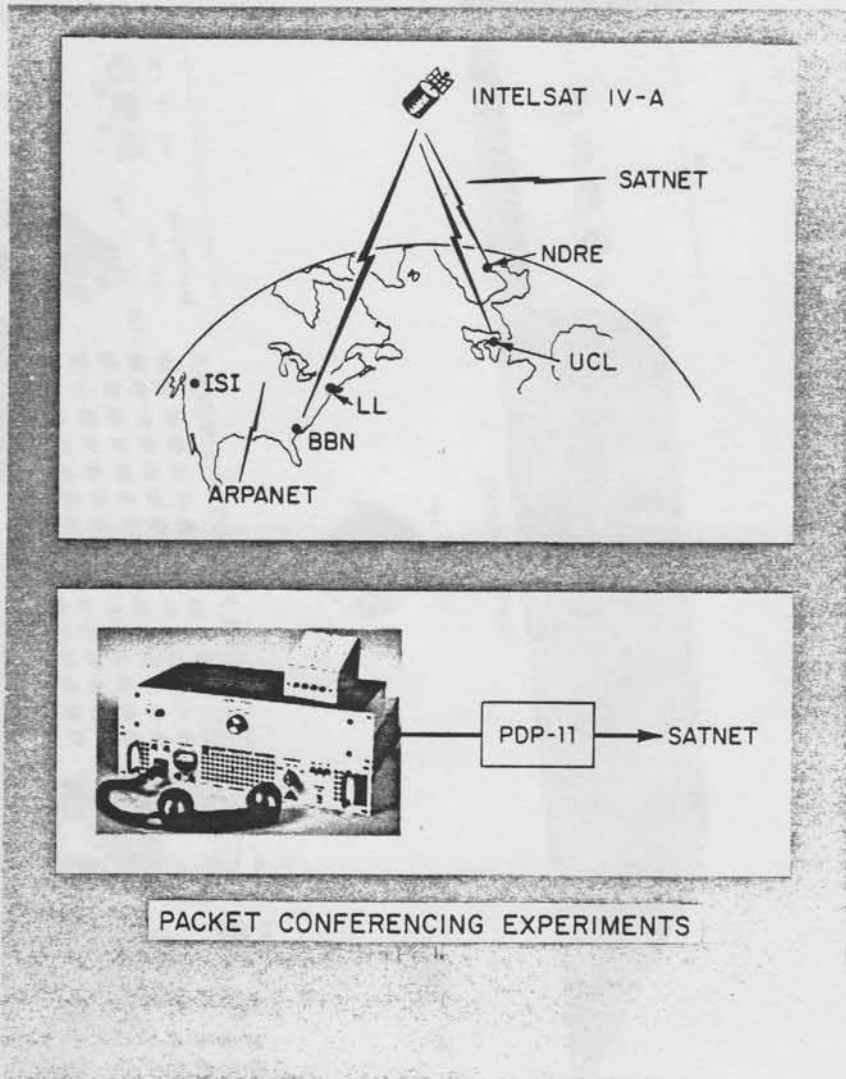 INTELSAT IV-A
SATNET
NDRE
UCL
ISI
LL
BBN
ARPANET
PDP-11
SATNET
PACKET CONFERENCING EXPERIMENTS